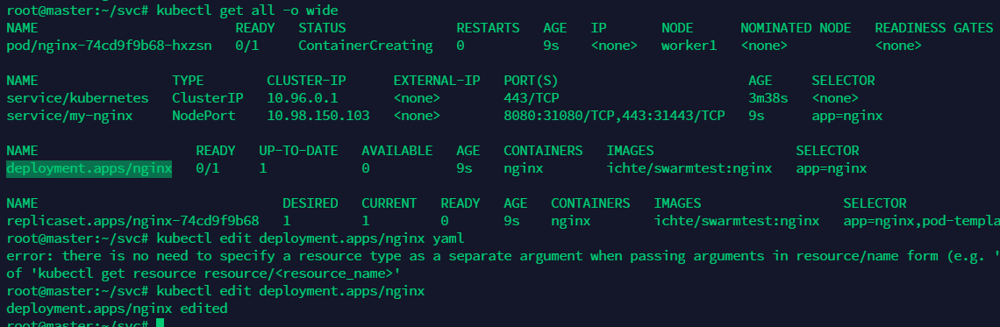 root@master:~/svc# kubectl get all -o wide
NAME READY STATUS RESTARTS AGE IP NODE NOMINATED NODE READINESS GATES
pod/nginx-74cd9f9b68-hxzsn 0/1 ContainerCreating 0 9s <none> worker1 <none> <none>
NAME TYPE CLUSTER-IP EXTERNAL-IP PORT(S) AGE SELECTOR
service/kubernetes ClusterIP 10.96.0.1 <none> 443/TCP 3m38s <none>
service/my-nginx NodePort 10.98.150.103 <none> 8080:31080/TCP,443:31443/TCP 9s app=nginx
NAME READY UP-TO-DATE AVAILABLE AGE CONTAINERS IMAGES SELECTOR
deployment.apps/nginx 0/1 1 0 9s nginx ichte/swarmtest:nginx app=nginx
NAME DESIRED CURRENT READY AGE CONTAINERS IMAGES SELECTOR
replicaset.apps/nginx-74cd9f9b68 1 1 0 9s nginx ichte/swarmtest:nginx app=nginx,pod-templa
root@master:~/svc# kubectl edit deployment.apps/nginx yaml
error: there is no need to specify a resource type as a separate argument when passing arguments in resource/name form (e.g. '
of 'kubectl get resource resource/<resource_name>'
root@master:~/svc# kubectl edit deployment.apps/nginx
deployment.apps/nginx edited
root@master:~/svc#